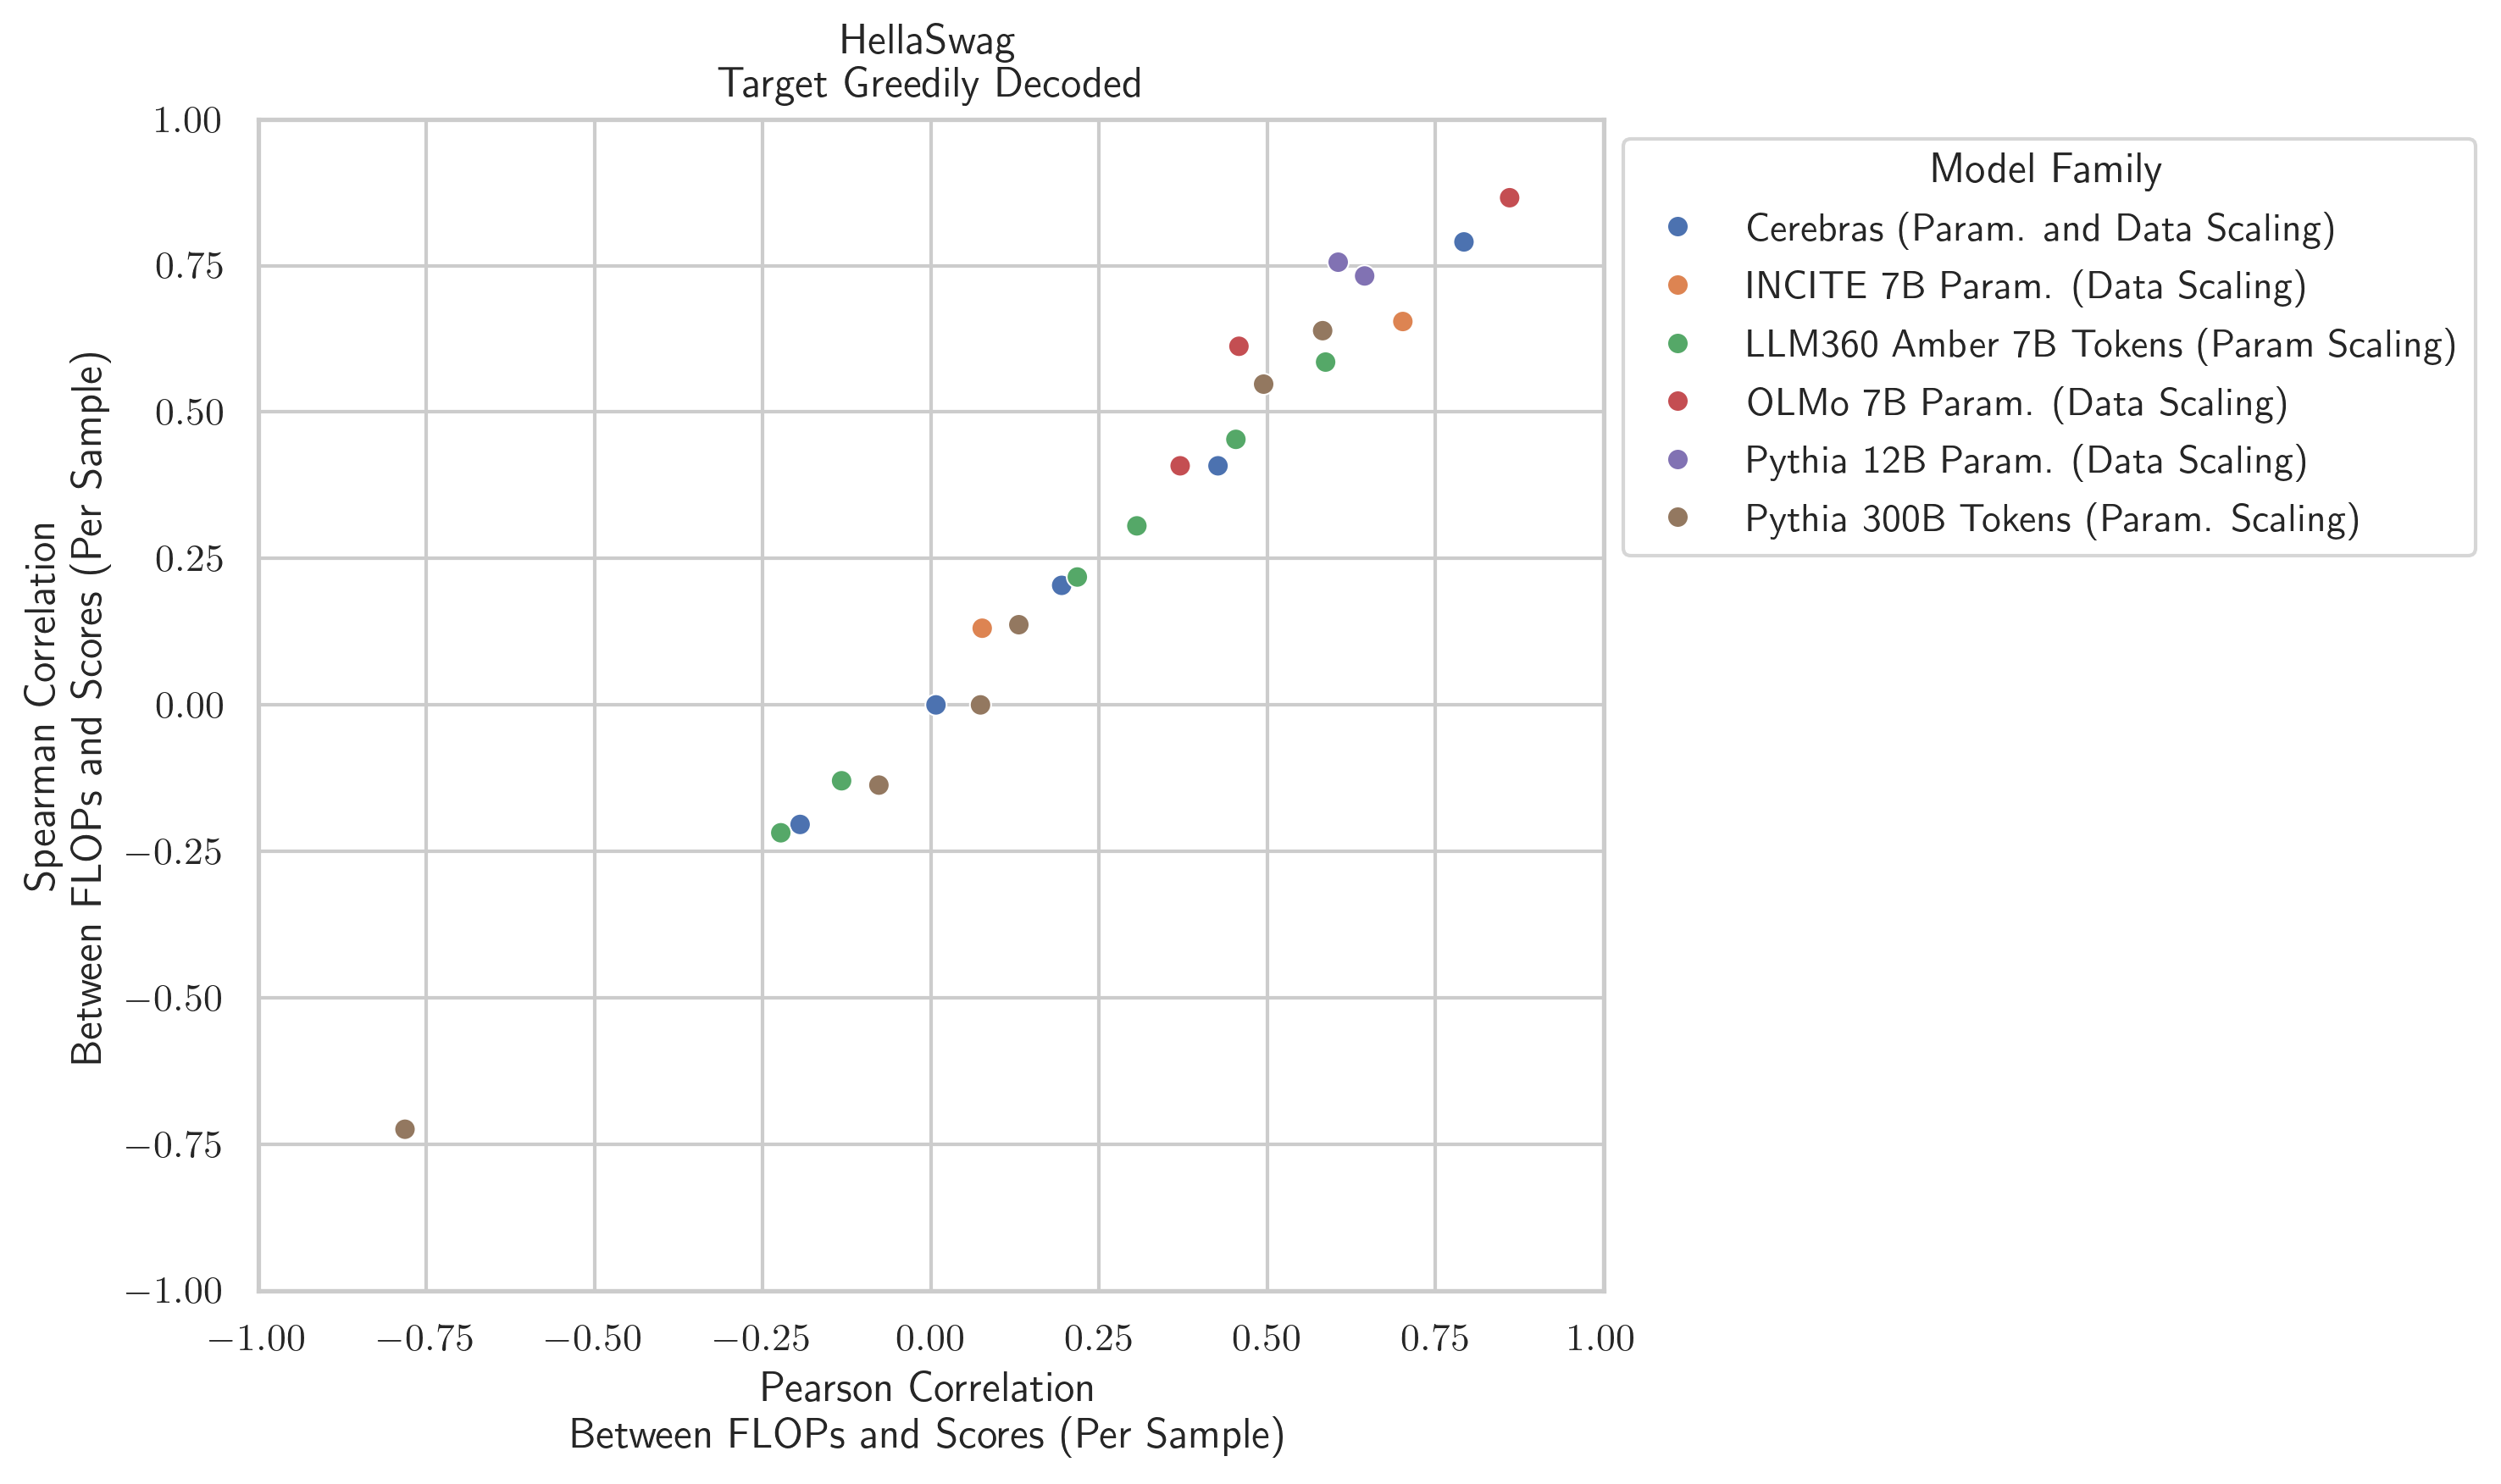 HellaSwag
Target Greedily Decoded
1.00
0.75
0.50
0.25
0.00
−0.25
−0.50
−0.75
−1.00
Spearman Correlation
Between FLOPs and Scores (Per Sample)
−1.00 −0.75 −0.50 −0.25 0.00 0.25 0.50 0.75 1.00
Pearson Correlation
Between FLOPs and Scores (Per Sample)
Model Family
Cerebras (Param. and Data Scaling)
INCITE 7B Param. (Data Scaling)
LLM360 Amber 7B Tokens (Param Scaling)
OLMo 7B Param. (Data Scaling)
Pythia 12B Param. (Data Scaling)
Pythia 300B Tokens (Param. Scaling)